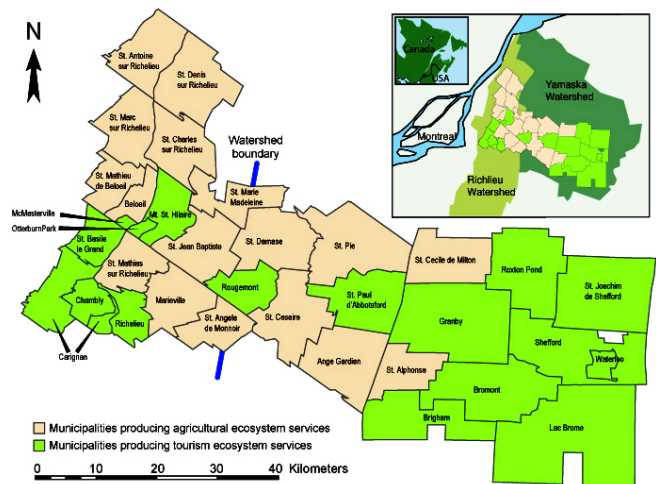 N
St. Antoine
sur Richelieu
St. Denis
sur Richelieu
St. Marc
sur Richelieu
St. Charles
sur Richelieu
Watershed
boundary
St. Mathieu
de Beloeil
Beloeil
St. Marie
Madeleine
McMasterville
OtterburnPark
Mt. St. Hilaire
St. Basile
le Grand
St. Jean Baptiste
St. Damase
St. Pie
St. Cecile de Milton
Roxton Pond
St. Joachim
de Shefford
St. Mathias
sur Richelieu
Chambly
Richelieu
Carignan
Marieville
Rougemont
St. Angele
de Monnoir
St. Cesaire
St. Paul
d'Abbotsford
Granby
Shefford
Waterloo
Ange Gardien
St. Alphonse
Bromont
Brigham
Lac Brome
Canada
USA
Yamaska
Watershed
Montreal
Richlieu
Watershed
Municipalities producing agricultural ecosystem services
Municipalities producing tourism ecosystem services
0 10 20 30 40 Kilometers